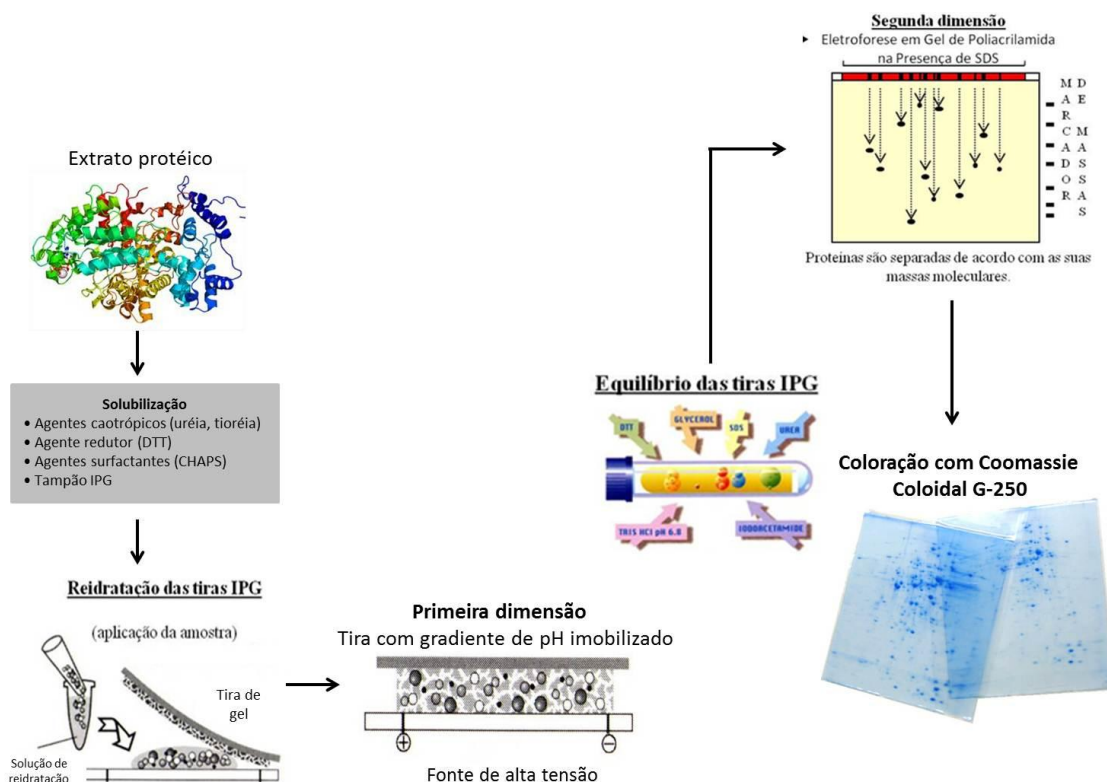 Extrato protéico
Solubilização
• Agentes caotrópicos (uréia, tioréia)
• Agente redutor (DTT)
• Agentes surfactantes (CHAPS)
• Tampão IPG
Reidratação das tiras IPG
(aplicação da amostra)
Tira de
gel
Solução de
reidratação
Primeira dimensão
Tira com gradiente de pH imobilizado
+
−
Fonte de alta tensão
Equilíbrio das tiras IPG
DTT
GLYCEROL
SDS
UREA
TRIS HCl pH 6.8
IODOACETAMIDE
Segunda dimensão
▸ Eletroforese em Gel de Poliacrilamida
na Presença de SDS
MARCADOR
DE MASSAS
Proteínas são separadas de acordo com as suas
massas moleculares.
Coloração com Coomassie
Coloidal G-250